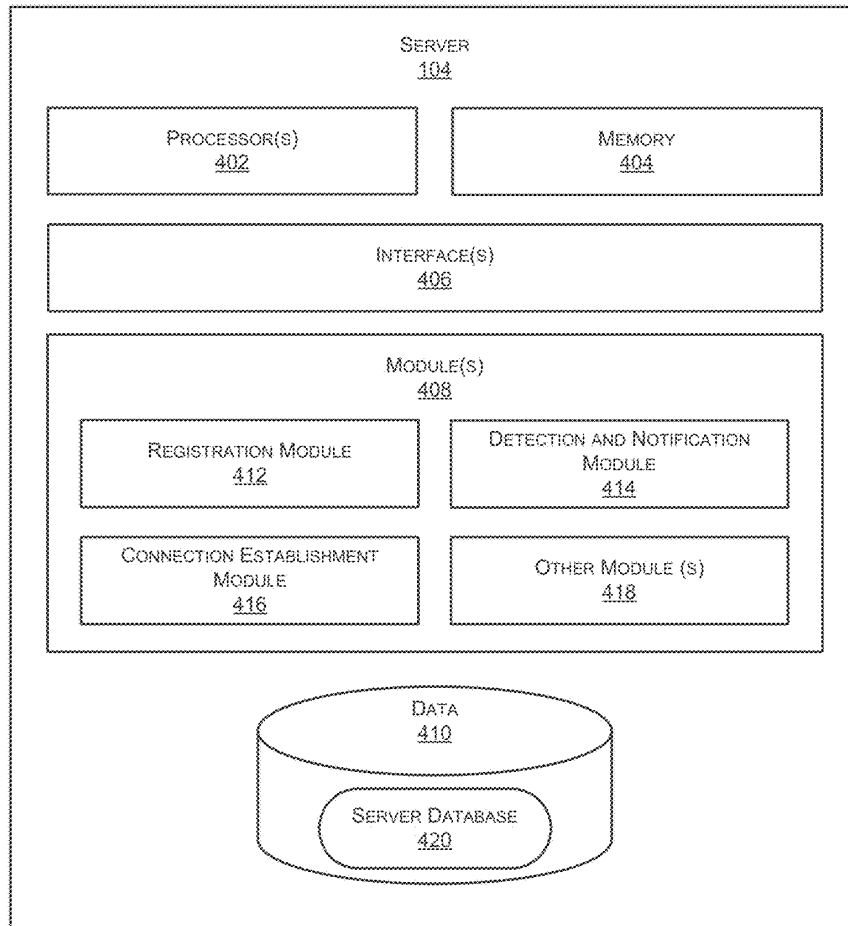 SERVER
104
PROCESSOR(S)
402
MEMORY
404
INTERFACE(S)
406
MODULE(S)
408
REGISTRATION MODULE
412
DETECTION AND NOTIFICATION
MODULE
414
CONNECTION ESTABLISHMENT
MODULE
416
OTHER MODULE (S)
418
DATA
410
SERVER DATABASE
420